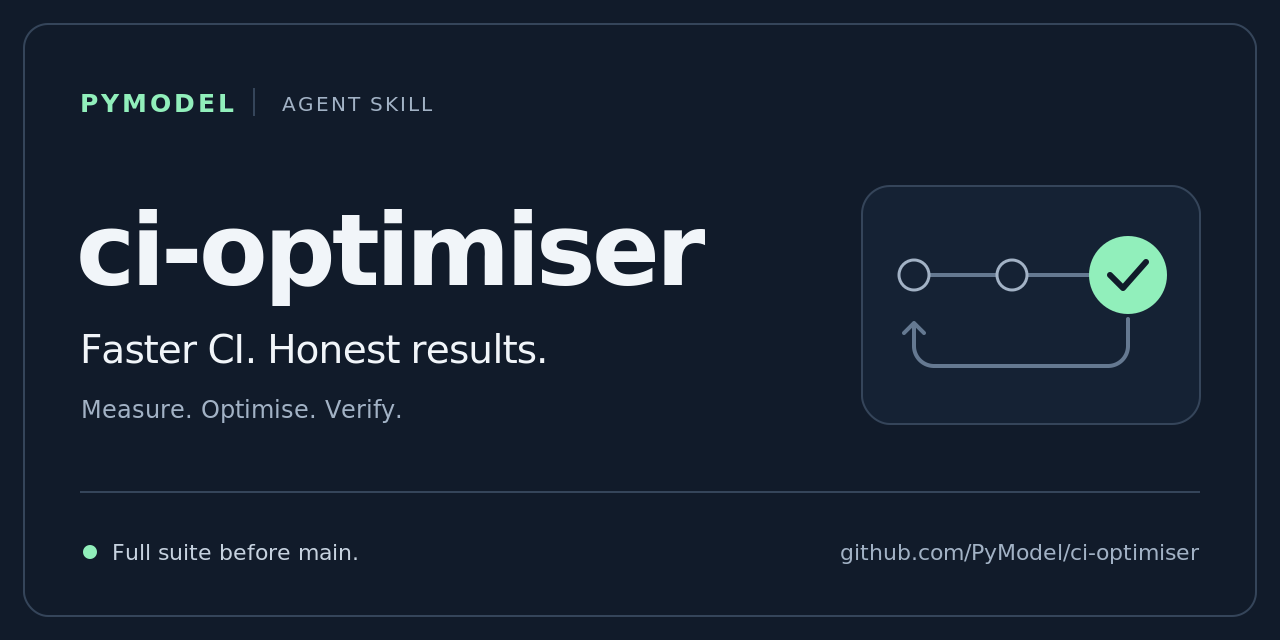 PYMODEL AGENT SKILL
ci-optimiser
Faster CI. Honest results.
Measure. Optimise. Verify.
Full suite before main.
github.com/PyModel/ci-optimiser